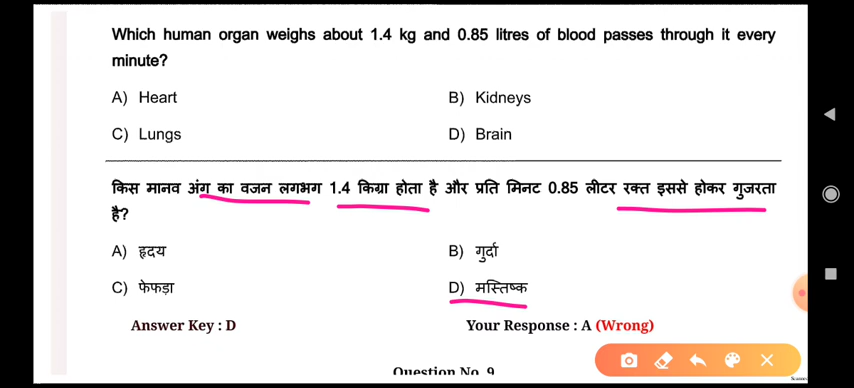 Which human organ weighs about 1.4 kg and 0.85 litres of blood passes through it every
minute?
A) Heart B) Kidneys
C) Lungs D) Brain
किस मानव अंग का वजन लगभग 1.4 किग्रा होता है और प्रति मिनट 0.85 लीटर रक्त इससे होकर गुजरता
है?
A) हृदय B) गुर्दा
C) फेफड़ा D) मस्तिष्क
Answer Key : D Your Response : A (Wrong)
Question No. 9